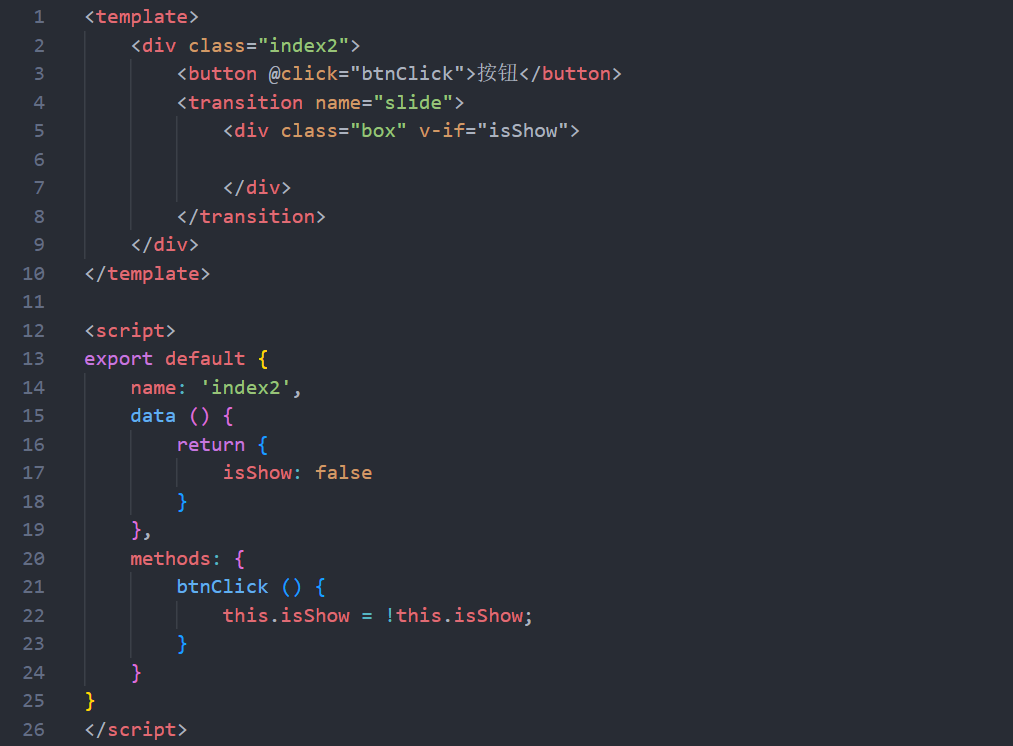 1 <template>
2 <div class="index2">
3 <button @click="btnClick">按钮</button>
4 <transition name="slide">
5 <div class="box" v-if="isShow">
6
7 </div>
8 </transition>
9 </div>
10 </template>
11
12 <script>
13 export default {
14 name: 'index2',
15 data () {
16 return {
17 isShow: false
18 }
19 },
20 methods: {
21 btnClick () {
22 this.isShow = !this.isShow;
23 }
24 }
25 }
26 </script>